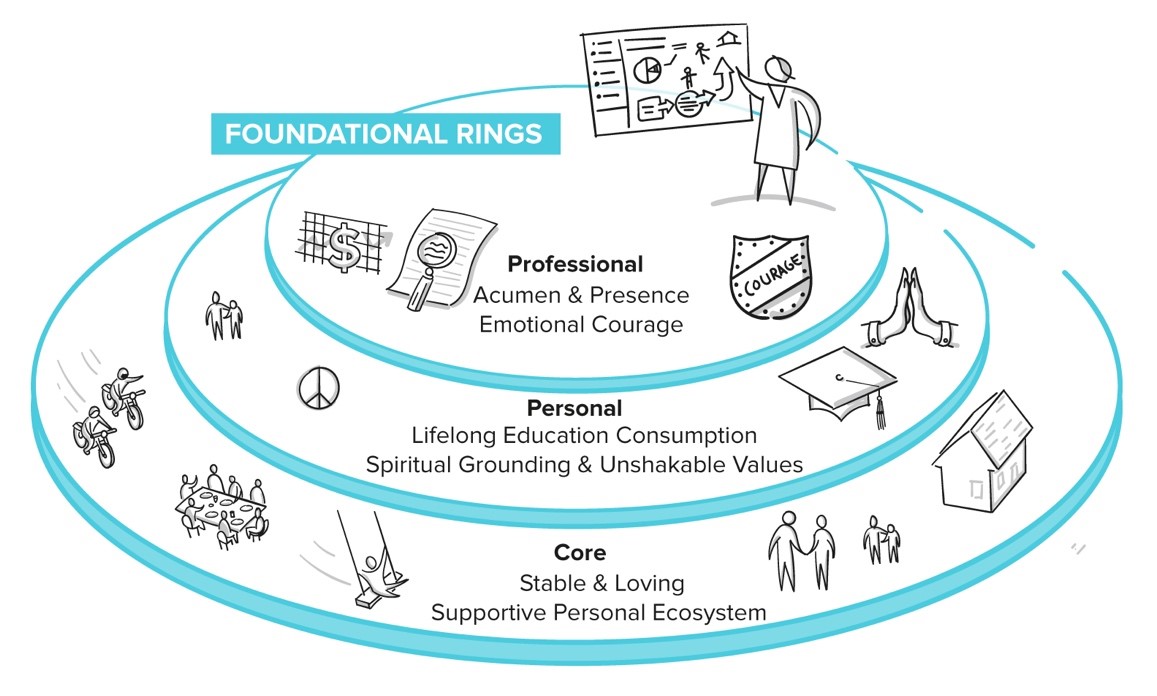 FOUNDATIONAL RINGS
$
Professional
Acumen & Presence
Emotional Courage
COURAGE
Personal
Lifelong Education Consumption
Spiritual Grounding & Unshakable Values
Core
Stable & Loving
Supportive Personal Ecosystem